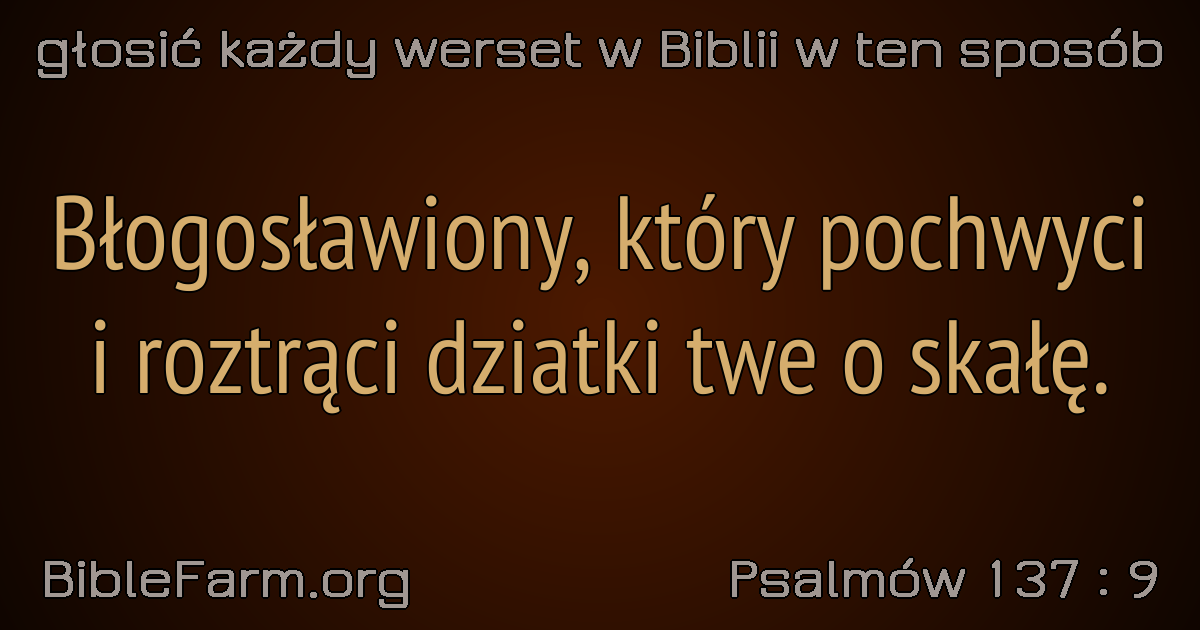 głosić każdy werset w Biblii w ten sposób
Błogosławiony, który pochwyci
i roztrąci dziatki twe o skałę.
BibleFarm.org
Psalmów 137 : 9